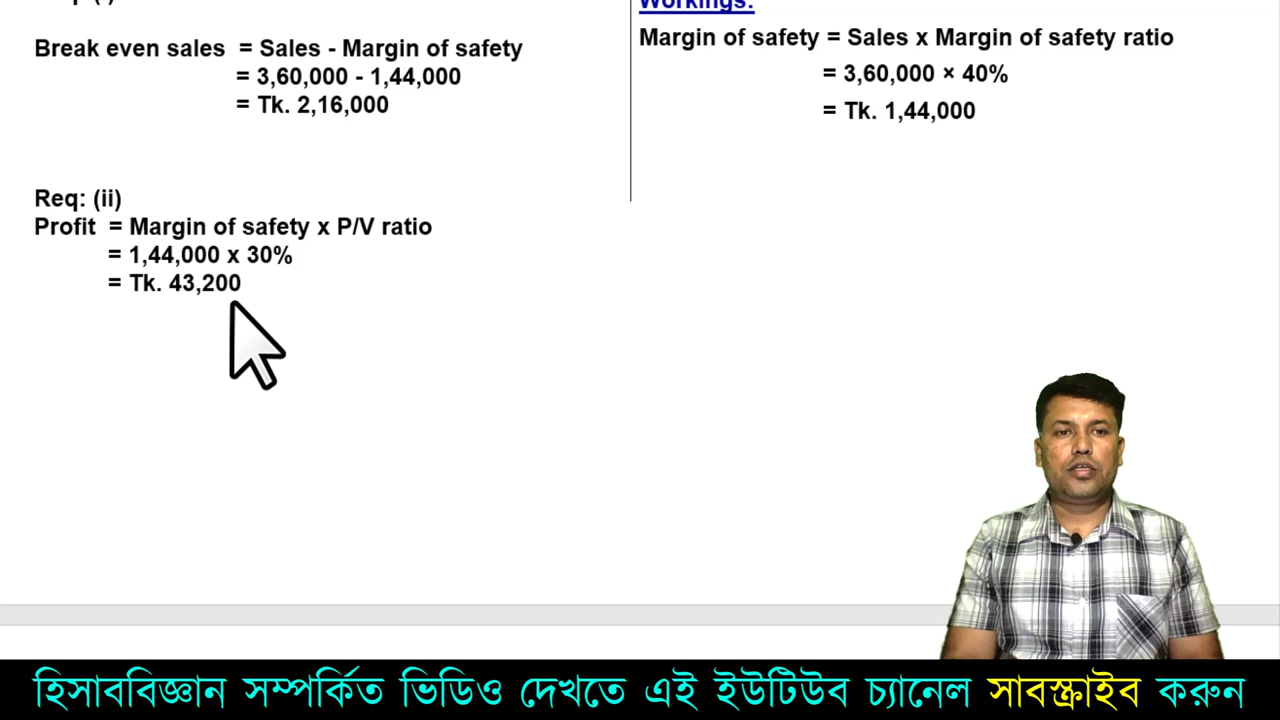 Break even sales = Sales - Margin of safety
= 3,60,000 - 1,44,000
= Tk. 2,16,000
Req: (ii)
Profit = Margin of safety x P/V ratio
= 1,44,000 x 30%
= Tk. 43,200
Workings:
Margin of safety = Sales x Margin of safety ratio
= 3,60,000 × 40%
= Tk. 1,44,000
হিসাববিজ্ঞান সম্পর্কিত ভিডিও দেখতে এই ইউটিউব চ্যানেল সাবস্ক্রাইব করুন